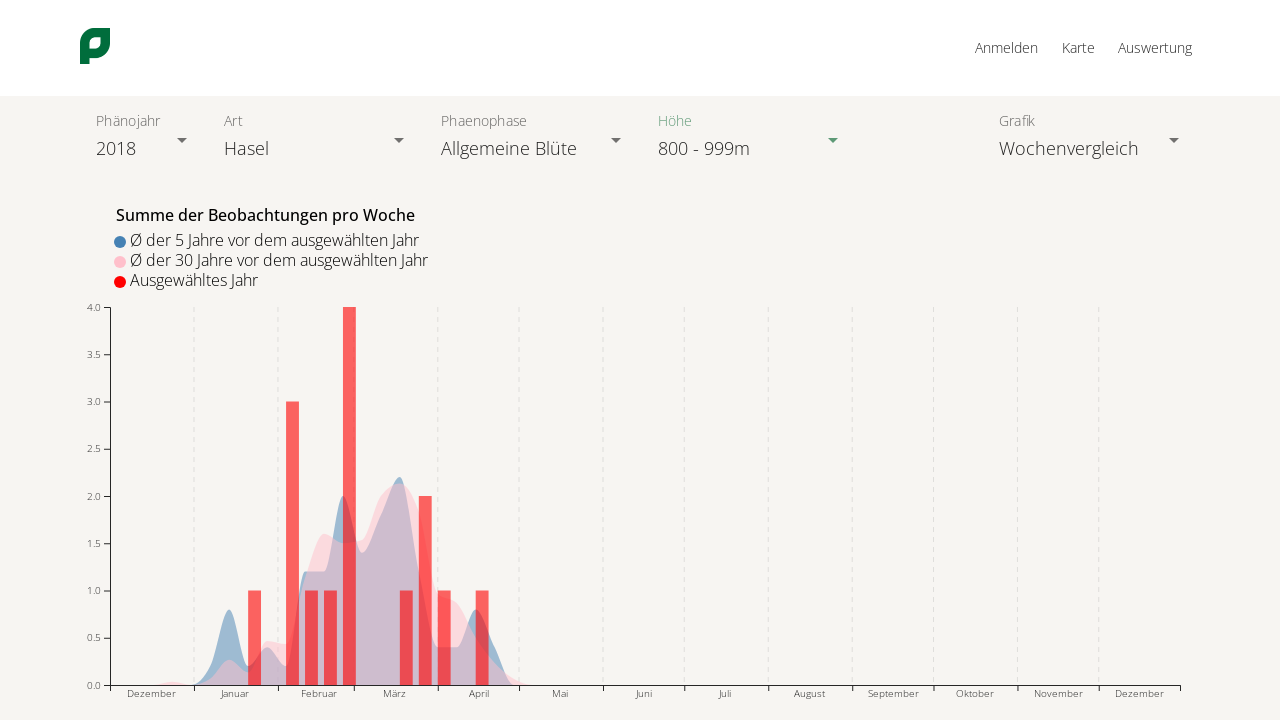 Anmelden Karte Auswertung
Phänojahr Art Phaenophase Höhe Grafik
2018 Hasel Allgemeine Blüte 800 - 999m Wochenvergleich
Summe der Beobachtungen pro Woche
Ø der 5 Jahre vor dem ausgewählten Jahr
Ø der 30 Jahre vor dem ausgewählten Jahr
Ausgewähltes Jahr
4.0
3.5
3.0
2.5
2.0
1.5
1.0
0.5
0.0
Dezember Januar Februar März April Mai Juni Juli August September Oktober November Dezember